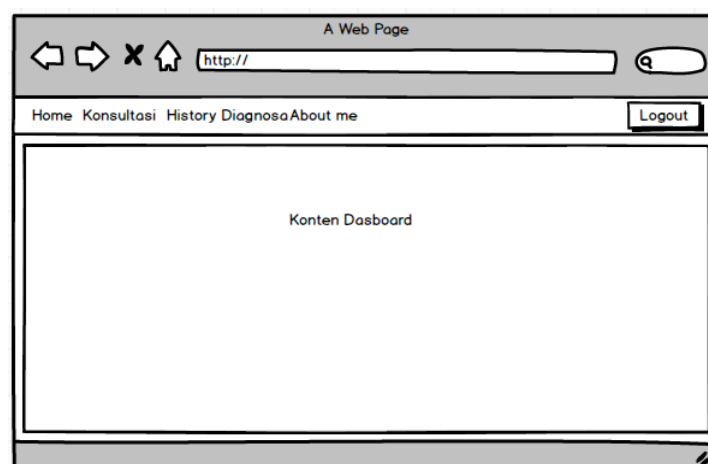 A Web Page
http://
Home Konsultasi History Diagnosa About me Logout
Konten Dasboard